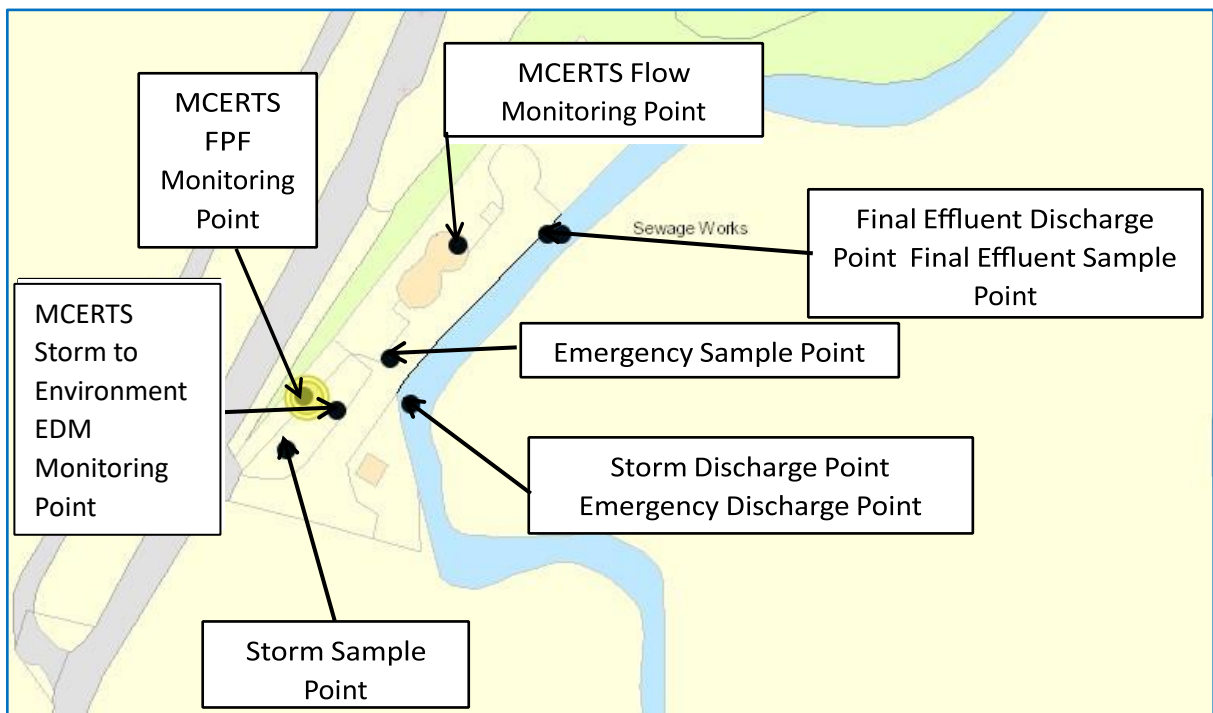 MCERTS
FPF
Monitoring
Point
MCERTS Flow
Monitoring Point
Sewage Works
Final Effluent Discharge
Point Final Effluent Sample
Point
MCERTS
Storm to
Environment
EDM
Monitoring
Point
Emergency Sample Point
Storm Discharge Point
Emergency Discharge Point
Storm Sample
Point